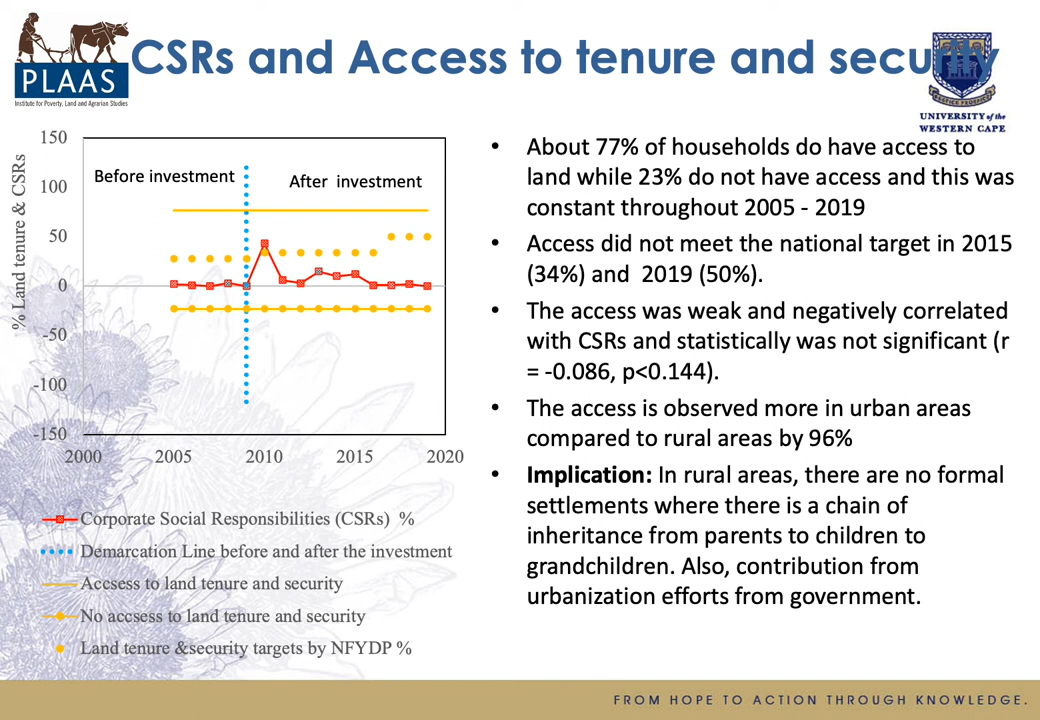 CSRs and Access to tenure and security
PLAAS
Institute for Poverty, Land and Agrarian Studies
UNIVERSITY of the
WESTERN CAPE
150
100
50
0
-50
-100
-150
% Land tenure & CSRs
Before investment
After investment
2000
2005
2010
2015
2020
Corporate Social Responsibilities (CSRs) %
Demarcation Line before and after the investment
Accsess to land tenure and security
No accsess to land tenure and security
Land tenure &security targets by NFYDP %
• About 77% of households do have access to
land while 23% do not have access and this was
constant throughout 2005 - 2019
• Access did not meet the national target in 2015
(34%) and 2019 (50%).
• The access was weak and negatively correlated
with CSRs and statistically was not significant (r
= -0.086, p<0.144).
• The access is observed more in urban areas
compared to rural areas by 96%
• Implication: In rural areas, there are no formal
settlements where there is a chain of
inheritance from parents to children to
grandchildren. Also, contribution from
urbanization efforts from government.
FROM HOPE TO ACTION THROUGH KNOWLEDGE.